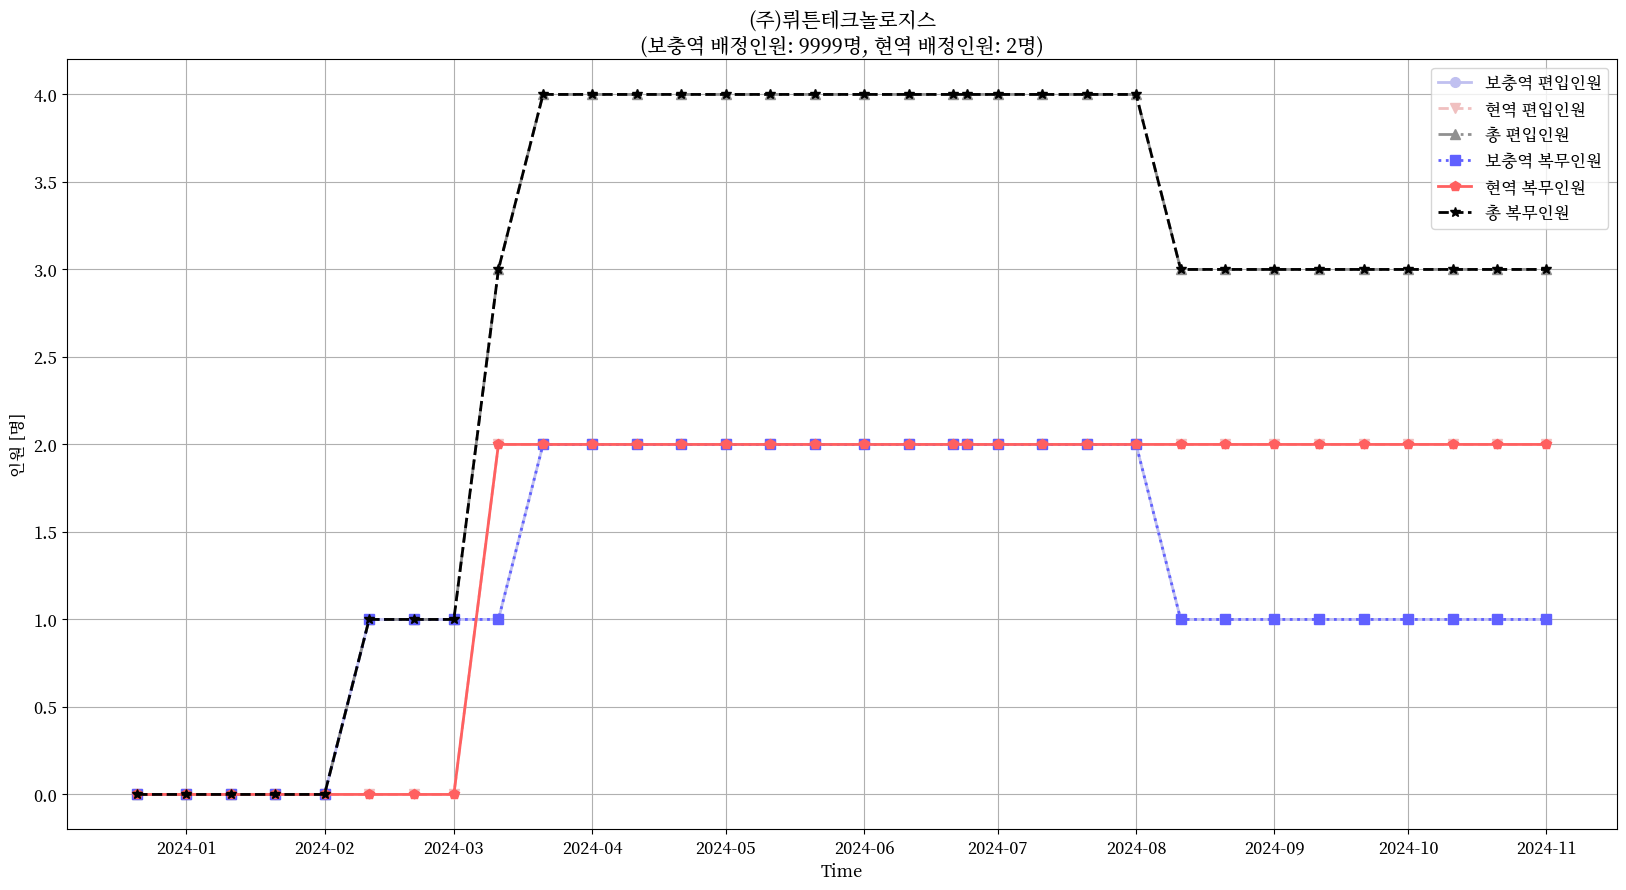 (주)뤼튼테크놀로지스
(보충역 배정인원: 9999명, 현역 배정인원: 2명)
보충역 편입인원
현역 편입인원
총 편입인원
보충역 복무인원
현역 복무인원
총 복무인원
인원 [명]
4.0
3.5
3.0
2.5
2.0
1.5
1.0
0.5
0.0
2024-01 2024-02 2024-03 2024-04 2024-05 2024-06 2024-07 2024-08 2024-09 2024-10 2024-11
Time